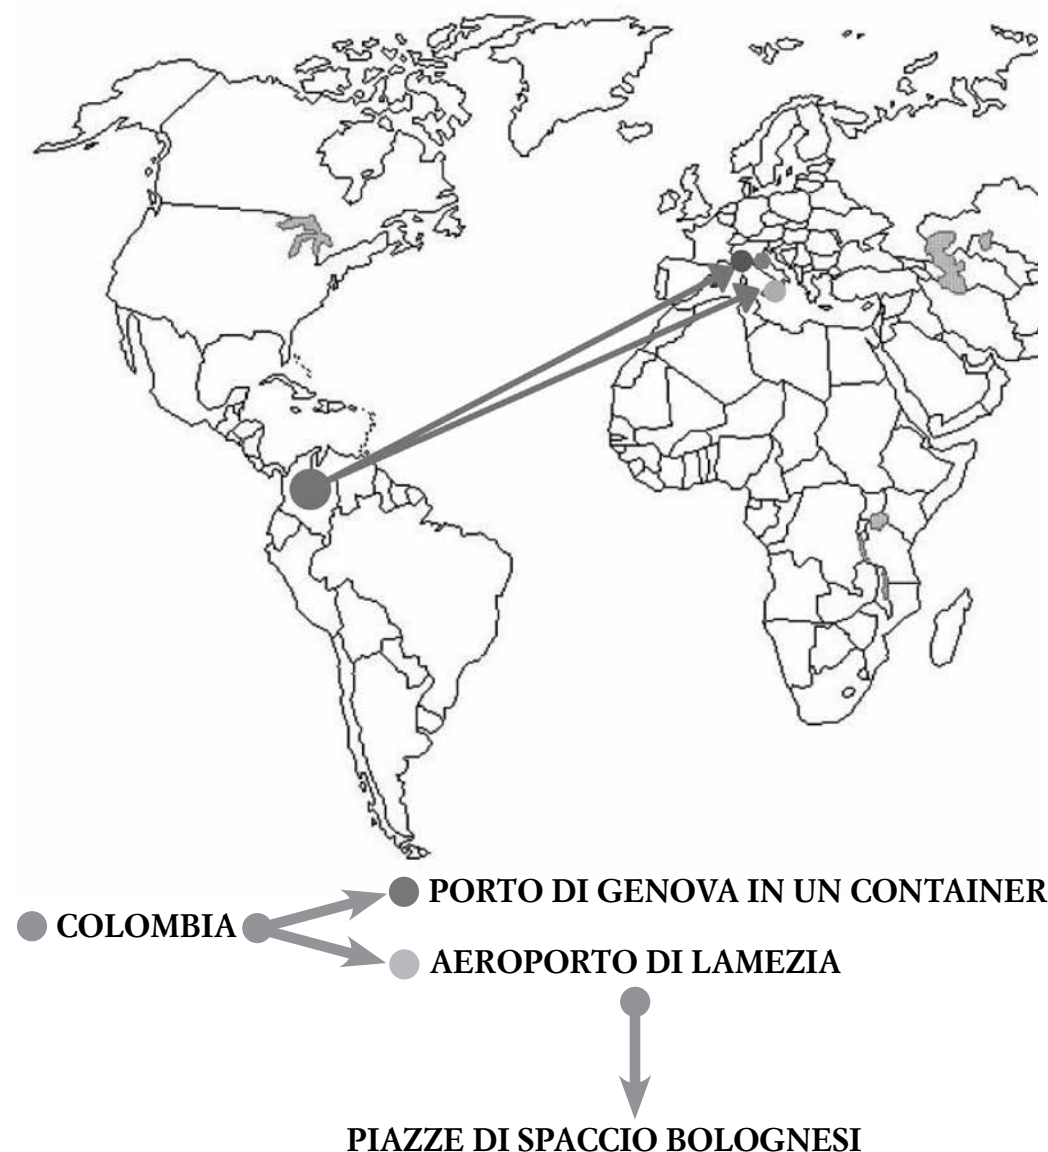 PORTO DI GENOVA IN UN CONTAINER
COLOMBIA
AEROPORTO DI LAMEZIA
PIAZZE DI SPACCIO BOLOGNESI